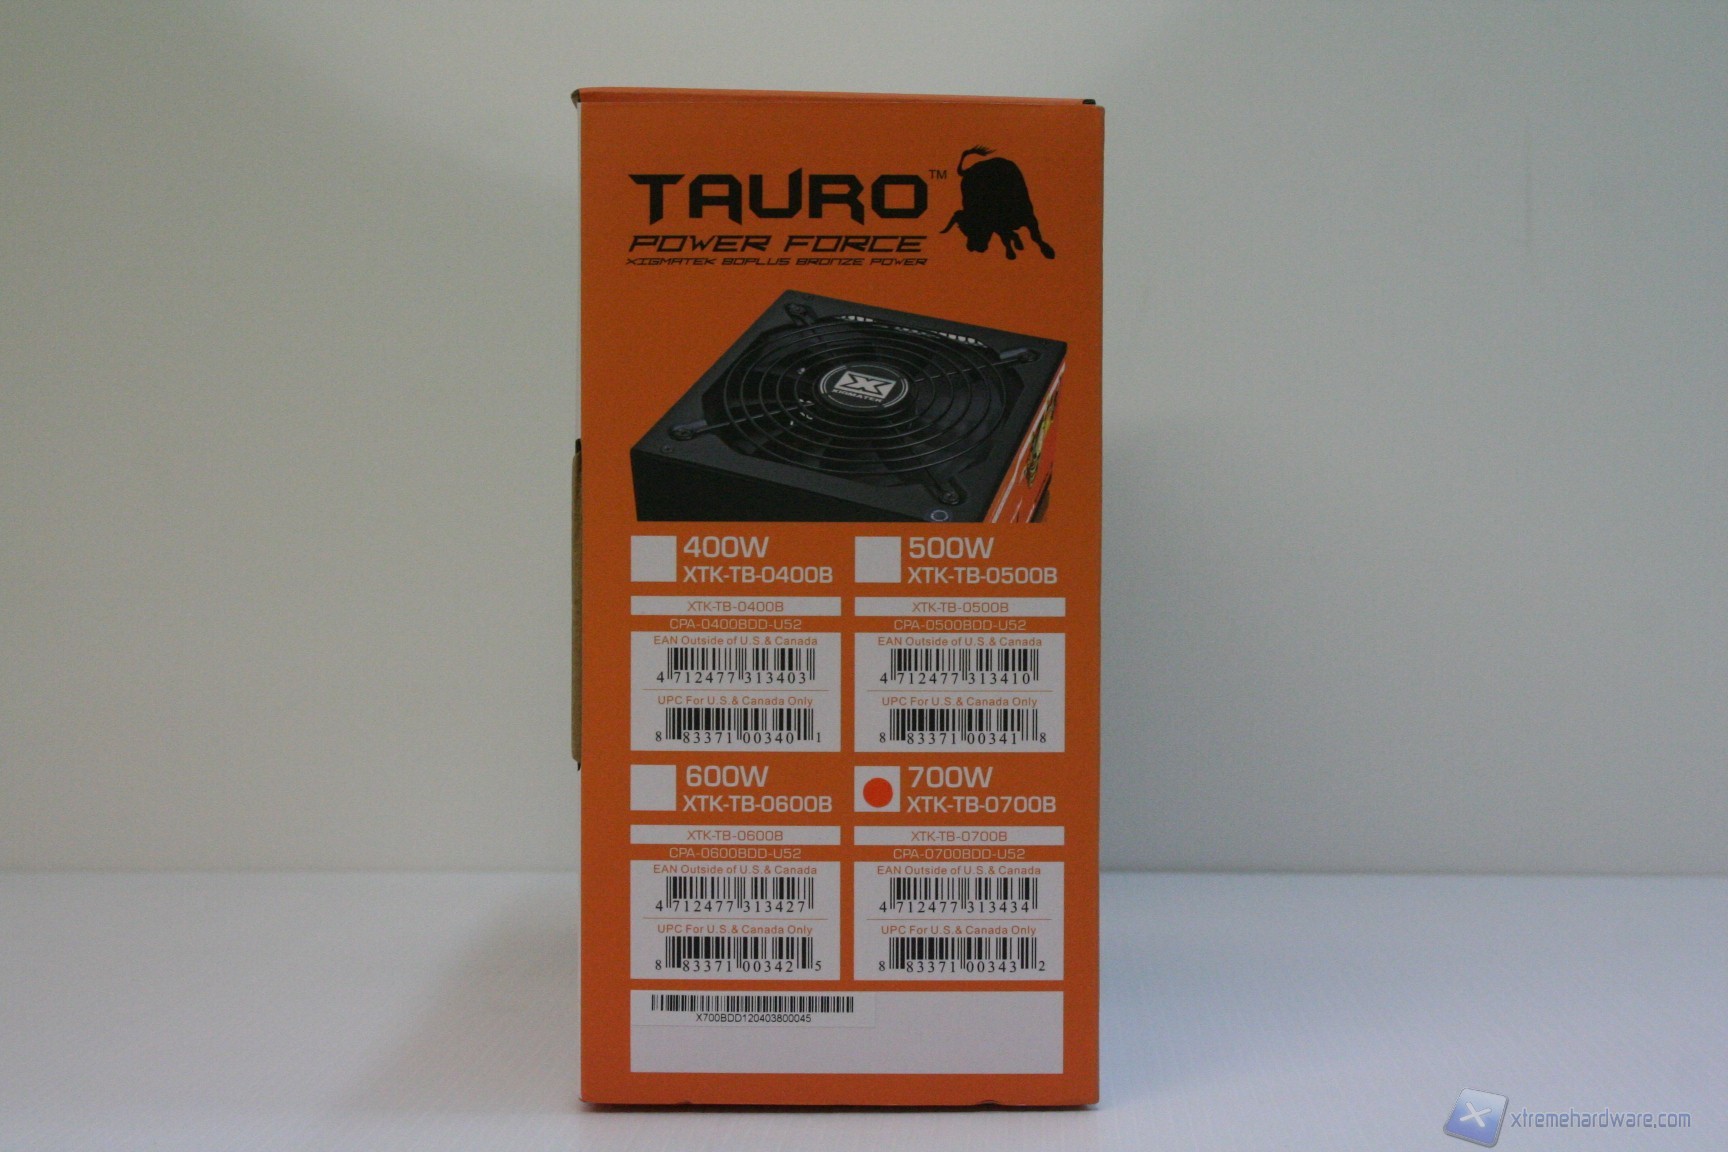 TAURO™
POWER FORCE
XIGMATEK 80PLUS BRONZE POWER
X
XIGMATEK
400W
XTK-TB-0400B
XTK-TB-0400B
CPA-0400BDD-U52
EAN Outside of U.S.& Canada
4 712477 313403
UPC For U.S.& Canada Only
8 83371 00340 1
500W
XTK-TB-0500B
XTK-TB-0500B
CPA-0500BDD-U52
EAN Outside of U.S.& Canada
4 712477 313410
UPC For U.S.& Canada Only
8 83371 00341 8
600W
XTK-TB-0600B
XTK-TB-0600B
CPA-0600BDD-U52
EAN Outside of U.S.& Canada
4 712477 313427
UPC For U.S.& Canada Only
8 83371 00342 5
700W
XTK-TB-0700B
XTK-TB-0700B
CPA-0700BDD-U52
EAN Outside of U.S.& Canada
4 712477 313434
UPC For U.S.& Canada Only
8 83371 00343 2
X700BDD120403800045
xtremehardware.com